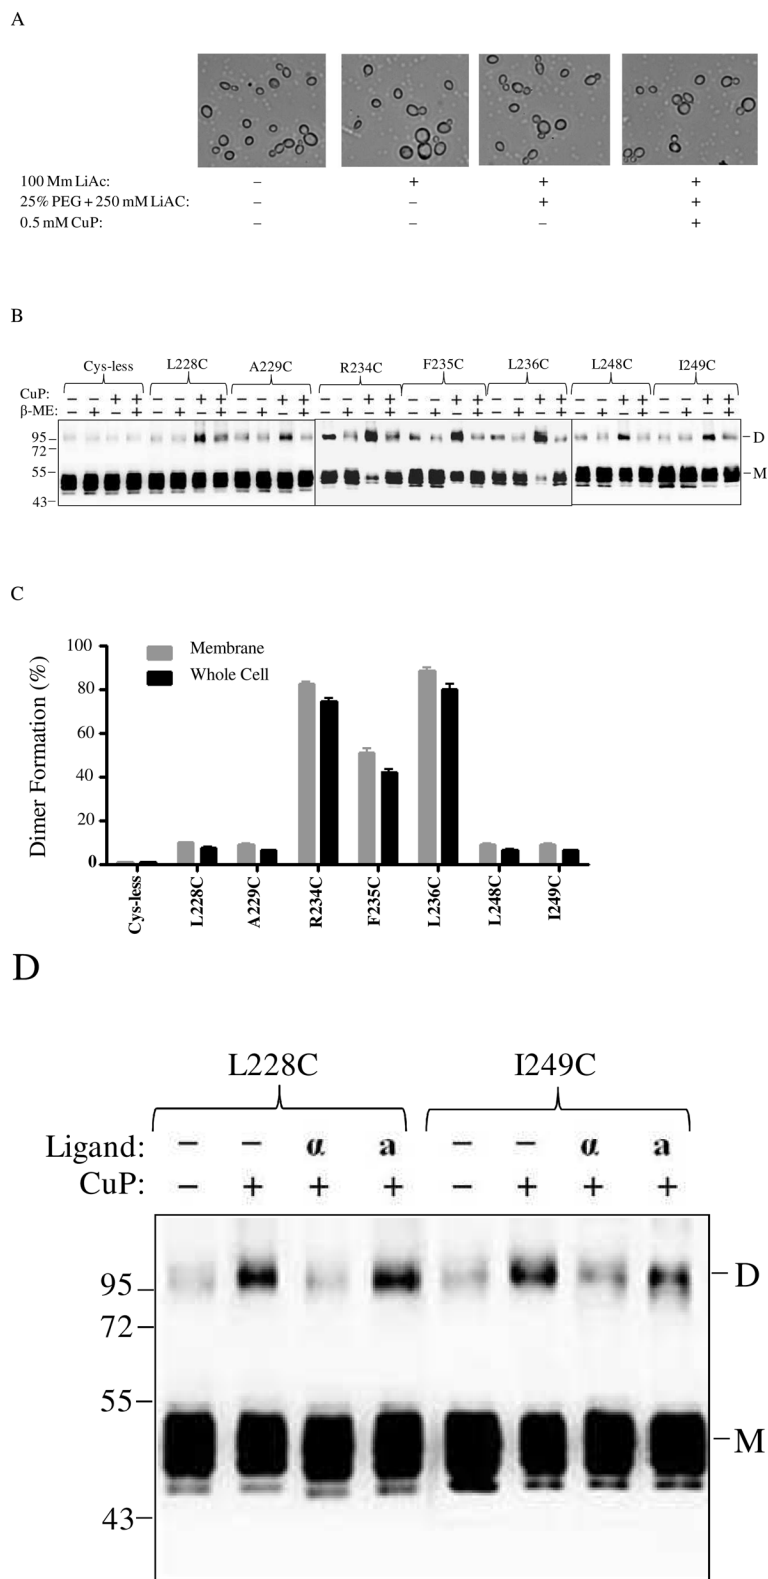 A
100 Mm LiAc: – + + +
25% PEG + 250 mM LiAC: – – + +
0.5 mM CuP: – – – +
B
Cys-less L228C A229C R234C F235C L236C L248C I249C
CuP: – – + + – – + + – – + + – – + + – – + + – – + + – – + + – – + +
β-ME: – + – + – + – + – + – + – + – + – + – + – + – + – + – + – + – +
95 – – D
72 –
55 – – M
43 –
C
Dimer Formation (%)
100
80
60
40
20
0
Membrane
Whole Cell
Cys-less L228C A229C R234C F235C L236C L248C I249C
D
L228C I249C
Ligand: – – α a – – α a
CuP: – + + + – + + +
95 – – D
72 –
55 – – M
43 –